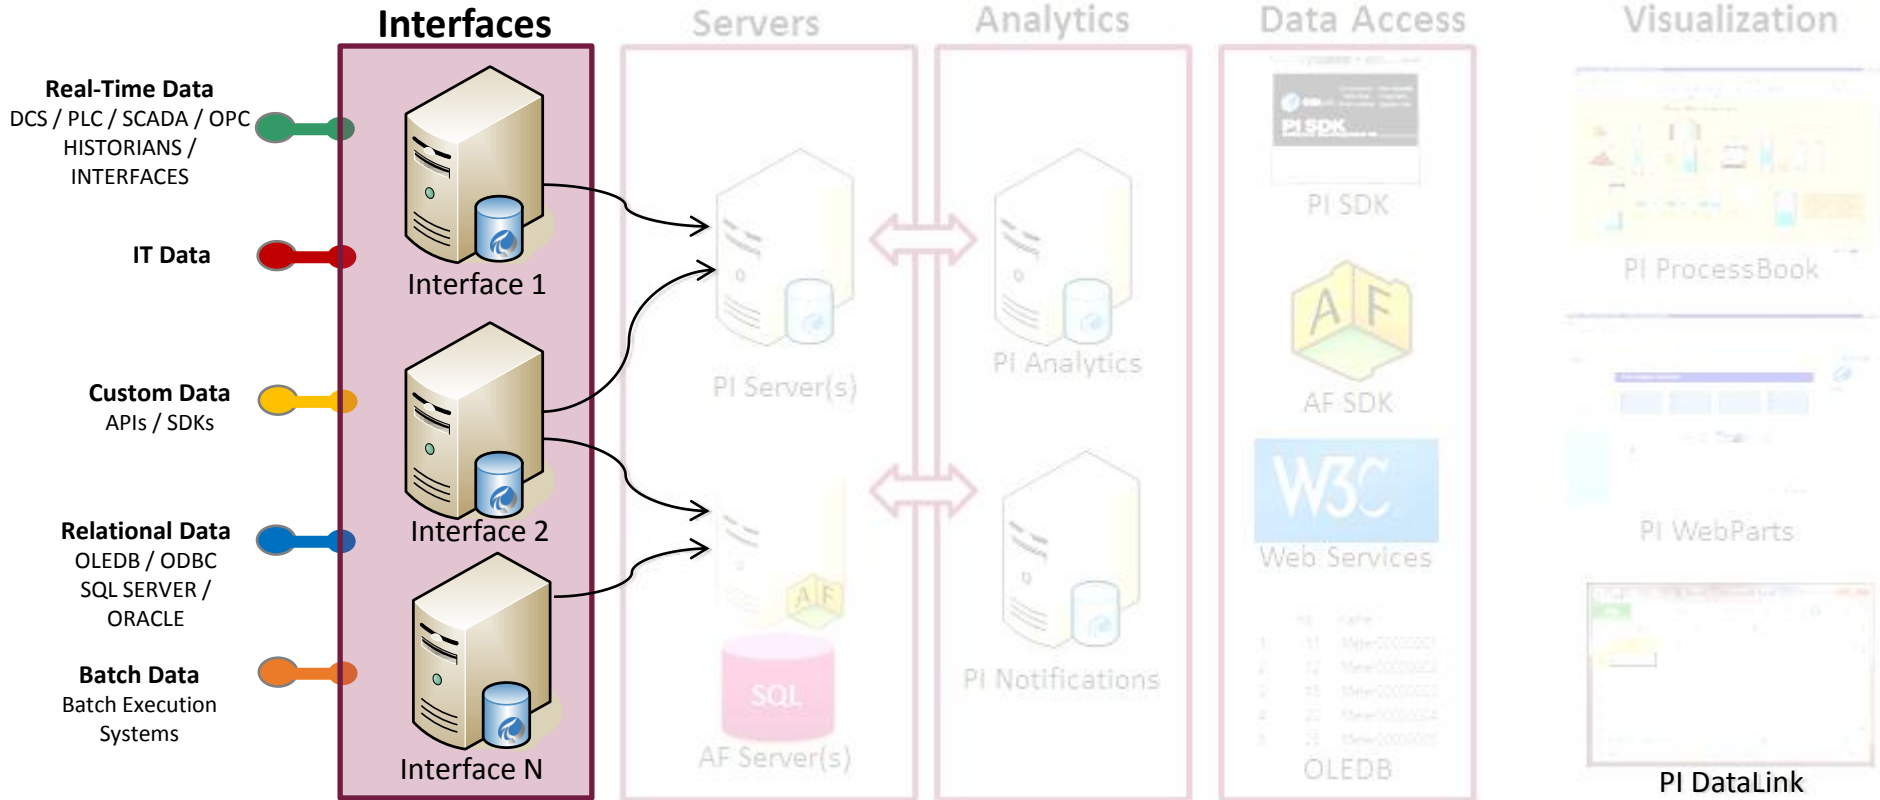 Interfaces
Servers
Analytics
Data Access
Visualization
Real-Time Data
DCS / PLC / SCADA / OPC
HISTORIANS /
INTERFACES
IT Data
Custom Data
APIs / SDKs
Relational Data
OLEDB / ODBC
SQL SERVER /
ORACLE
Batch Data
Batch Execution
Systems
Interface 1
Interface 2
Interface N
PI Server(s)
AF
SQL
AF Server(s)
PI Analytics
PI Notifications
PI SDK
PI SDK
AF
AF SDK
W3C
Web Services
OLEDB
PI ProcessBook
PI WebParts
PI DataLink